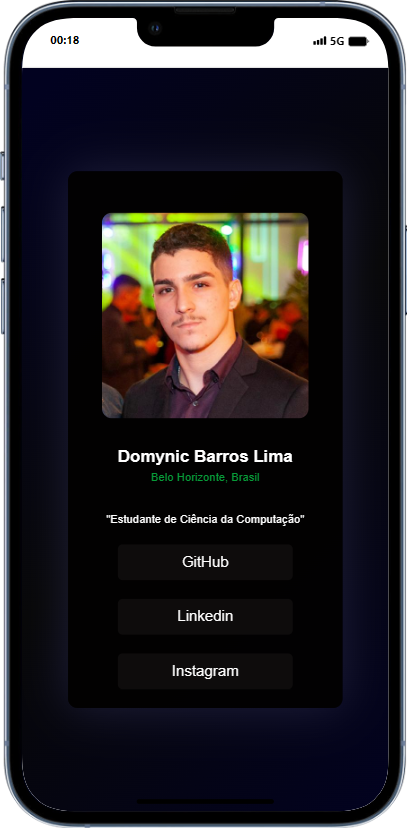 00:18
5G
Domynic Barros Lima
Belo Horizonte, Brasil
"Estudante de Ciência da Computação"
GitHub
Linkedin
Instagram